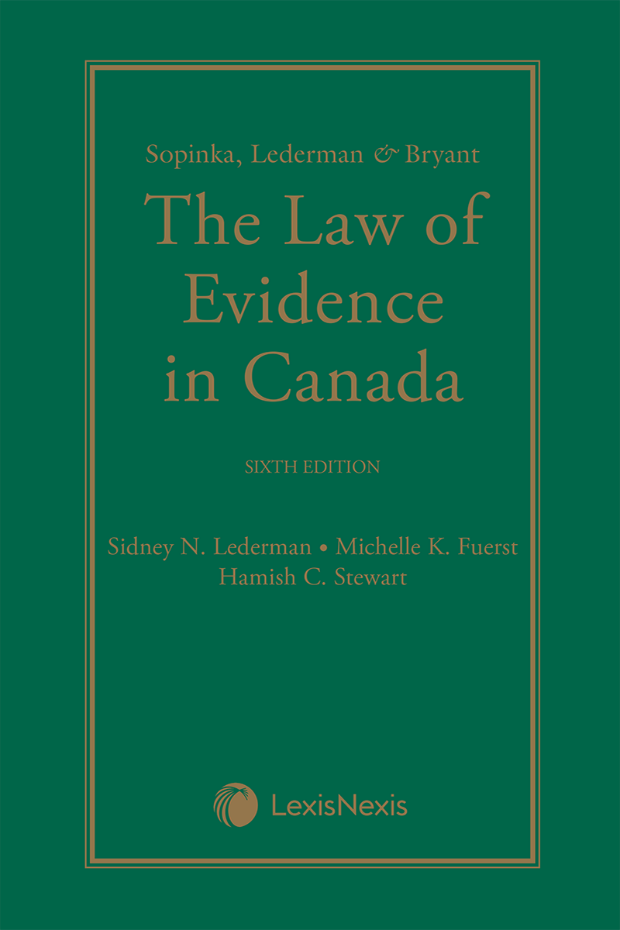 Sopinka, Lederman & Bryant
The Law of
Evidence
in Canada
SIXTH EDITION
Sidney N. Lederman • Michelle K. Fuerst
Hamish C. Stewart
LexisNexis